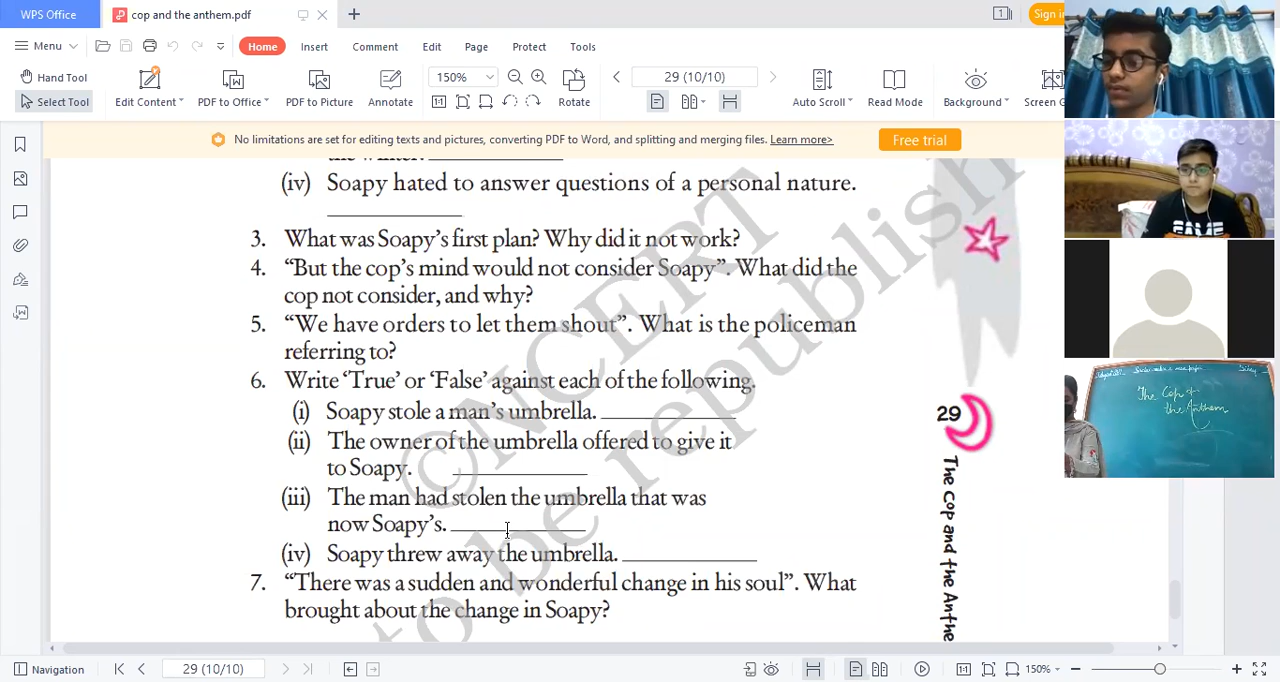 WPS Office
cop and the anthem.pdf
Sign in
Menu
Home
Insert
Comment
Edit
Page
Protect
Tools
Hand Tool
Select Tool
Edit Content
PDF to Office
PDF to Picture
Annotate
150%
29 (10/10)
Rotate
Auto Scroll
Read Mode
Background
Screen G
No limitations are set for editing texts and pictures, converting PDF to Word, and splitting and merging files. Learn more>
Free trial
the winter.
(iv) Soapy hated to answer questions of a personal nature.
3. What was Soapy's first plan? Why did it not work?
4. “But the cop's mind would not consider Soapy”. What did the
cop not consider, and why?
5. “We have orders to let them shout”. What is the policeman
referring to?
6. Write ‘True’ or ‘False’ against each of the following.
(i) Soapy stole a man's umbrella.
(ii) The owner of the umbrella offered to give it
to Soapy.
(iii) The man had stolen the umbrella that was
now Soapy's.
(iv) Soapy threw away the umbrella.
7. “There was a sudden and wonderful change in his soul”. What
brought about the change in Soapy?
© NCERT
to be republish
29
The Cop and the Anthe
The Cop &
the Anthem
GAME
Navigation
29 (10/10)
150%